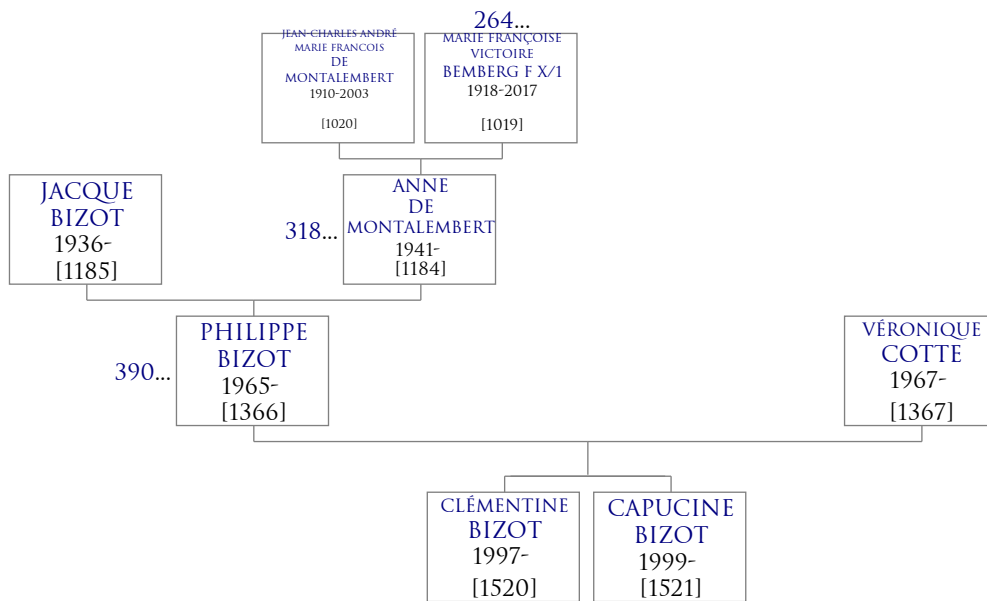 264...
JEAN-CHARLES ANDRÉ
MARIE FRANCOIS
DE
MONTALEMBERT
1910-2003
[1020]
MARIE FRANÇOISE
VICTOIRE
BEMBERG F X/1
1918-2017
[1019]
JACQUE
BIZOT
1936-
[1185]
318...
ANNE
DE
MONTALEMBERT
1941-
[1184]
390...
PHILIPPE
BIZOT
1965-
[1366]
VÉRONIQUE
COTTE
1967-
[1367]
CLÉMENTINE
BIZOT
1997-
[1520]
CAPUCINE
BIZOT
1999-
[1521]